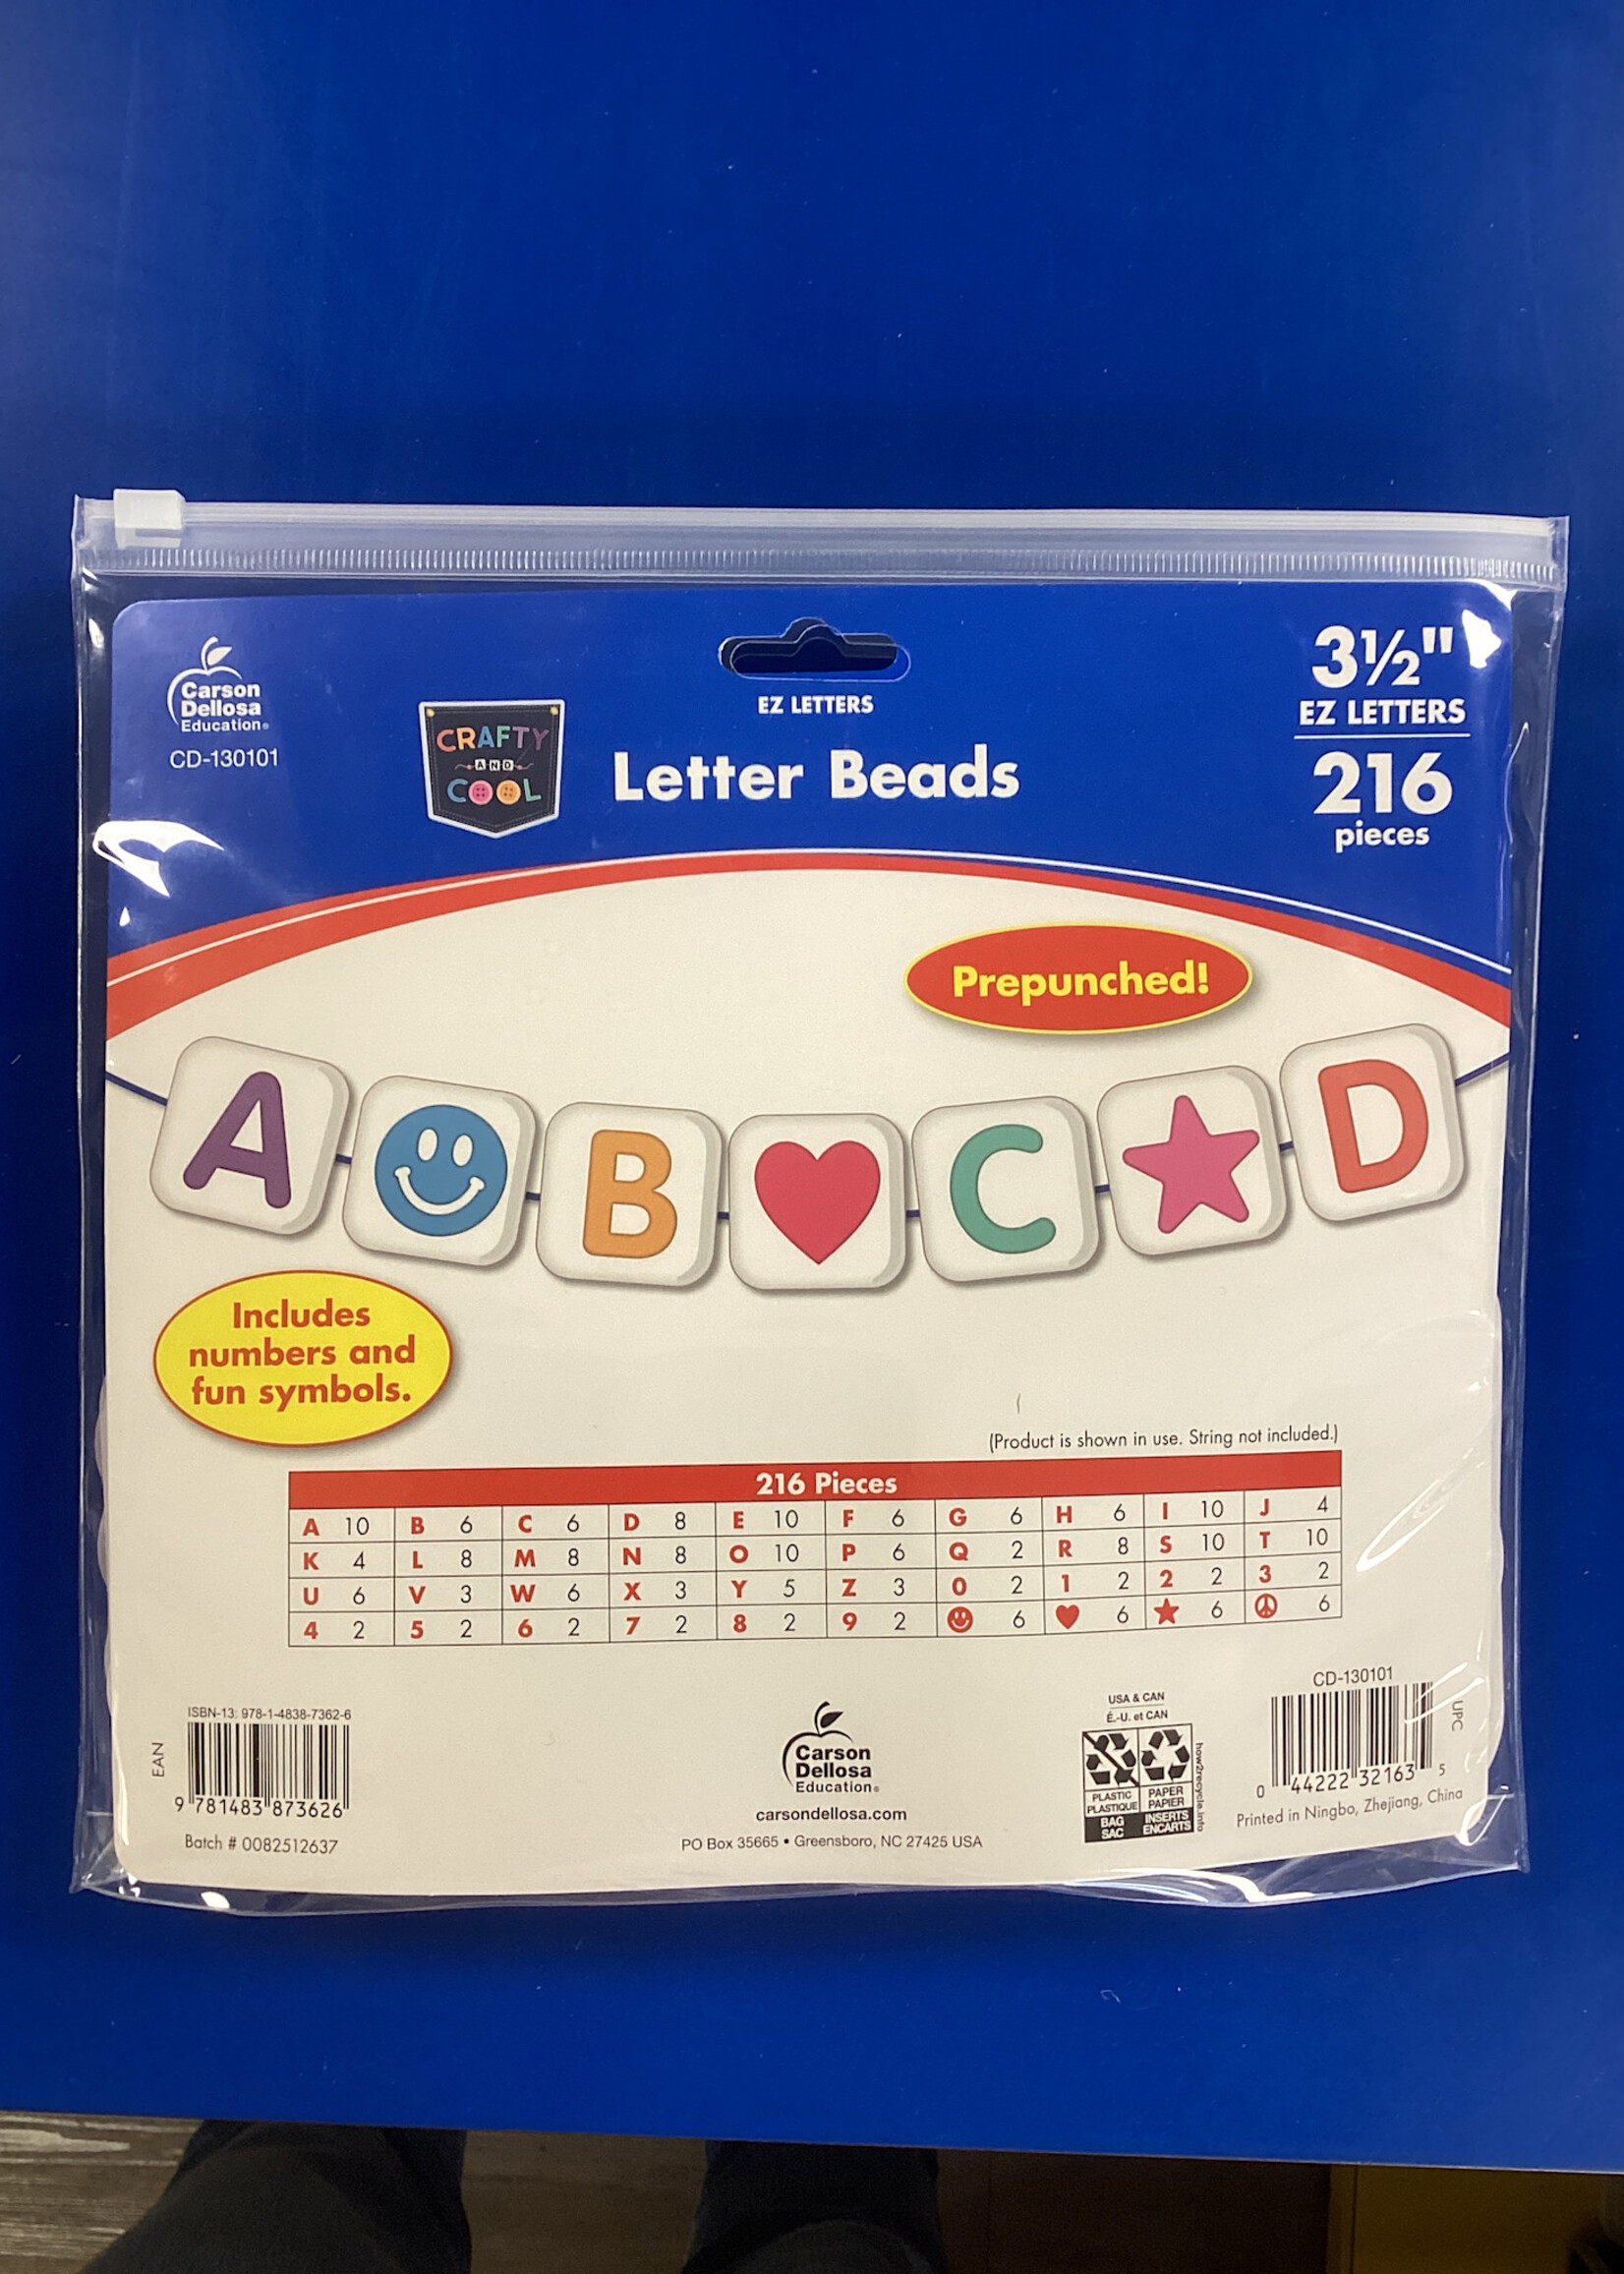 Carson
Dellosa
Education®
CD-130101
CRAFTY
AND
COOL
EZ LETTERS
Letter Beads
3½"
EZ LETTERS
216
pieces
Prepunched!
A B C D
Includes
numbers and
fun symbols.
(Product is shown in use. String not included.)
216 Pieces
A 10 B 6 C 6 D 8 E 10 F 6 G 6 H 6 I 10 J 4
K 4 L 8 M 8 N 8 O 10 P 6 Q 2 R 8 S 10 T 10
U 6 V 3 W 6 X 3 Y 5 Z 3 0 2 1 2 2 2 3 2
4 2 5 2 6 2 7 2 8 2 9 2 ☻ 6 ♥ 6 ★ 6 ☮ 6
ISBN-13: 978-1-4838-7362-6
EAN
9 781483 873626
Batch # 0082512637
Carson
Dellosa
Education®
carsondellosa.com
PO Box 35665 • Greensboro, NC 27425 USA
USA & CAN
É.-U. et CAN
PLASTIC
PLASTIQUE
BAG
SAC
PAPER
PAPIER
INSERTS
ENCARTS
how2recycle.info
CD-130101
UPC
0 44222 32163 5
Printed in Ningbo, Zhejiang, China